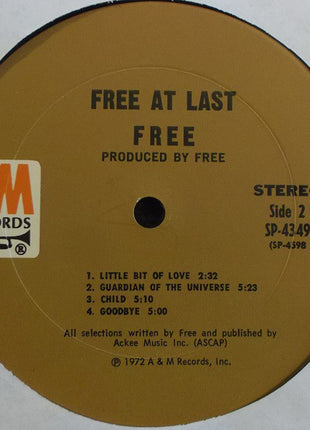 FREE AT LAST
FREE
PRODUCED BY FREE
M
STEREO
Side 2
SP-4349
(SP-4398
® 
1. LITTLE BIT OF LOVE 2:32
2. GUARDIAN OF THE UNIVERSE 5:23
3. CHILD 5:10
4. GOODBYE 5:00
All selections written by Free and published by
Ackee Music Inc. (ASCAP)
Ⓟ 1972 A & M Records, Inc.